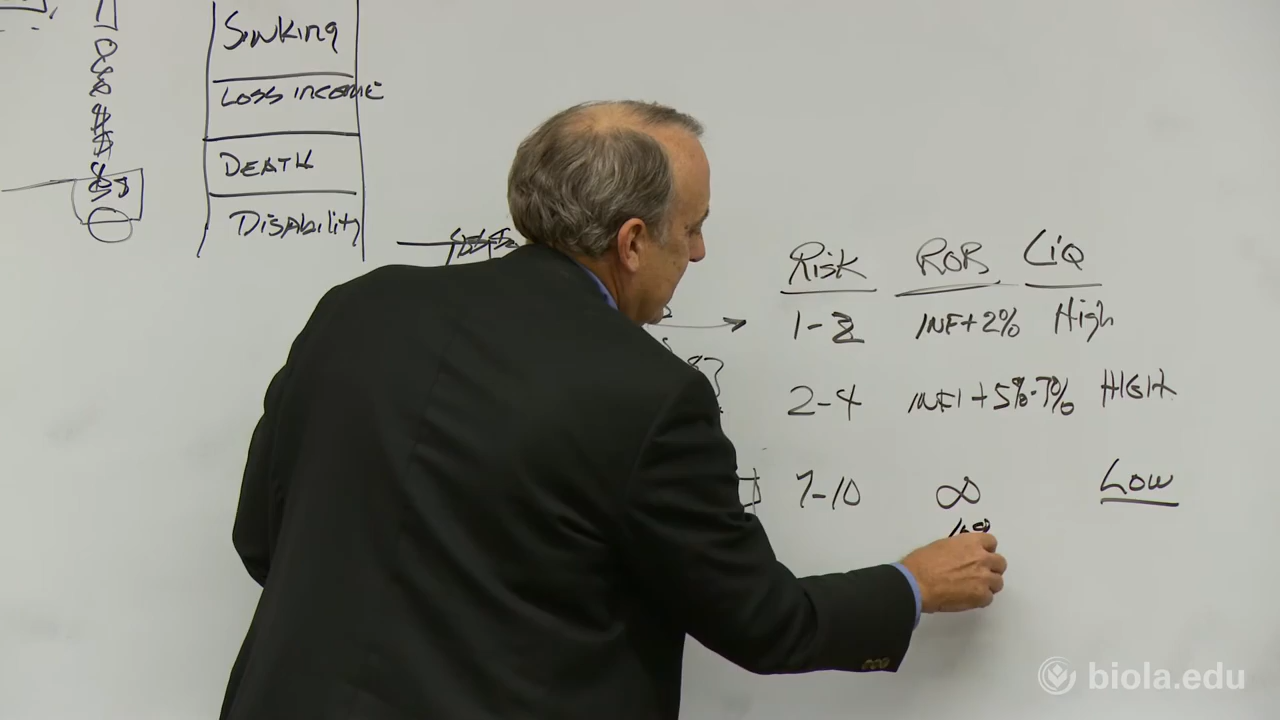 Sinking
Loss income
DEATH
Disability
Risk ROR LiQ
1-2 INF+2% High
2-4 INFl+5%-7% HIGH
7-10 ∞ Low
biola.edu